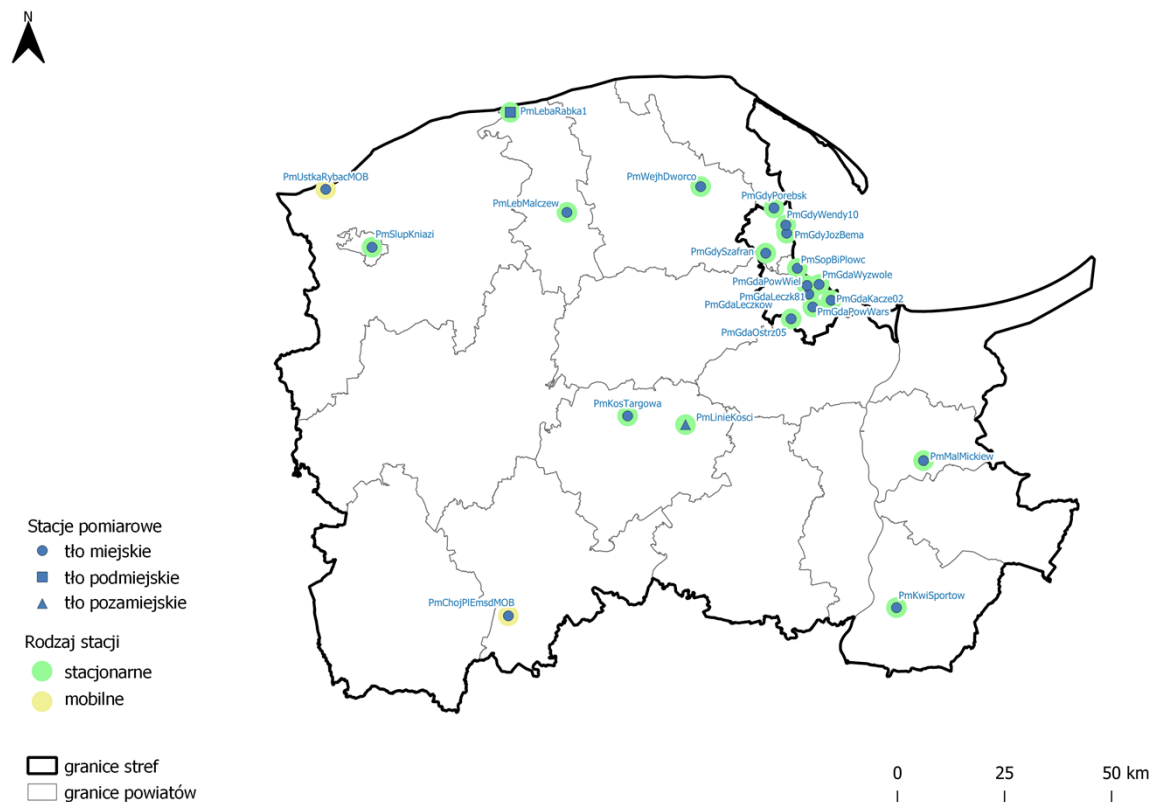 N
PmLebaRabka1
PmUstkaRybacMOB
PmWejhDworco
PmLebMalczew
PmGdyPorebsk
PmGdyWendy10
PmSlupKniazi
PmGdyJozBema
PmGdySzafran
PmSopBiPlowc
PmGdaWyzwole
PmGdaPowWiel
PmGdaLeczk81
PmGdaKacze02
PmGdaLeczkow
PmGdaPowWars
PmGdaOstrz05
PmKosTargowa
PmLinieKosci
PmMalMickiew
PmChojPlEmsdMOB
PmKwiSportow
Stacje pomiarowe
tło miejskie
tło podmiejskie
tło pozamiejskie
Rodzaj stacji
stacjonarne
mobilne
granice stref
granice powiatów
0 25 50 km